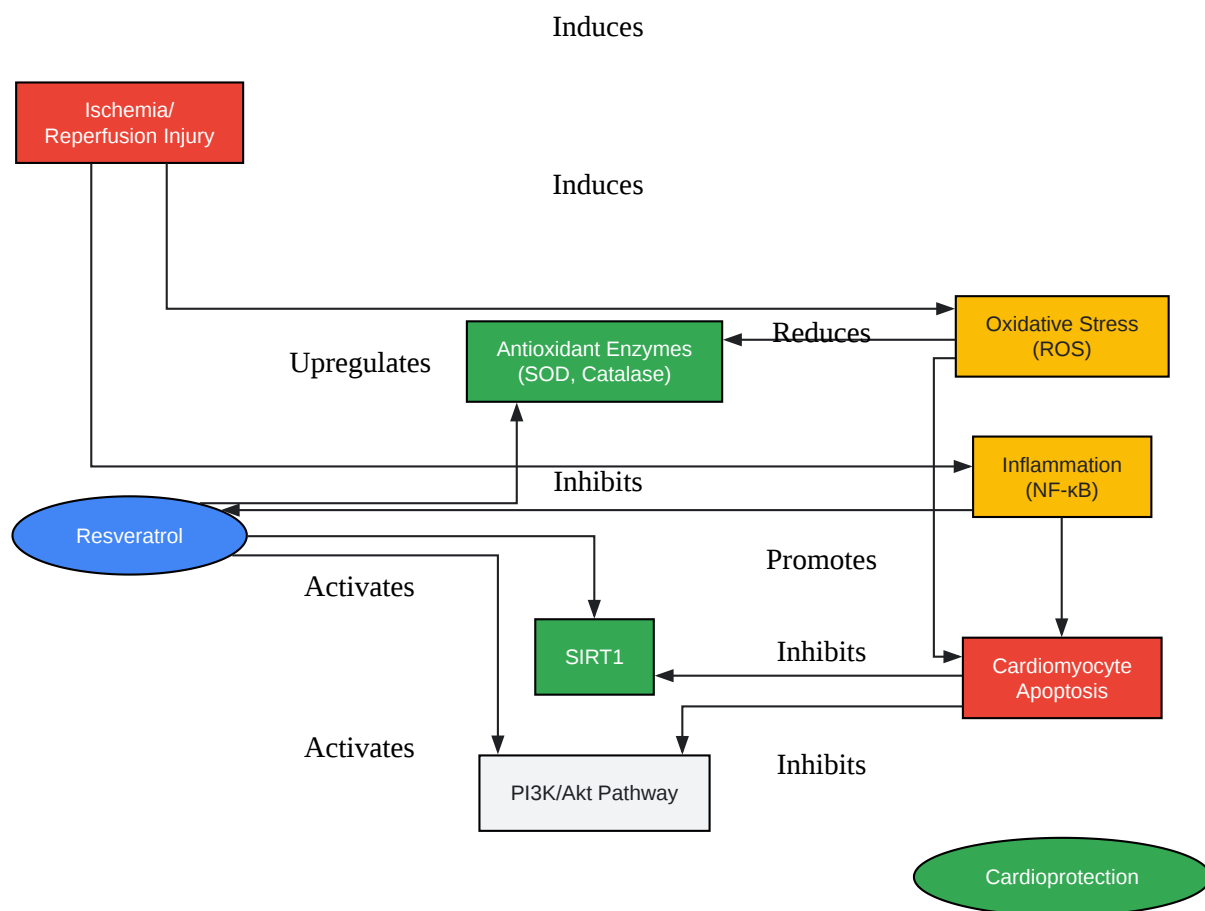 Induces
Ischemia/
Reperfusion Injury
Induces
Oxidative Stress
(ROS)
Reduces
Antioxidant Enzymes
(SOD, Catalase)
Upregulates
Inflammation
(NF-κB)
Inhibits
Resveratrol
Promotes
Activates
SIRT1
Inhibits
Cardiomyocyte
Apoptosis
Activates
Inhibits
PI3K/Akt Pathway
Cardioprotection